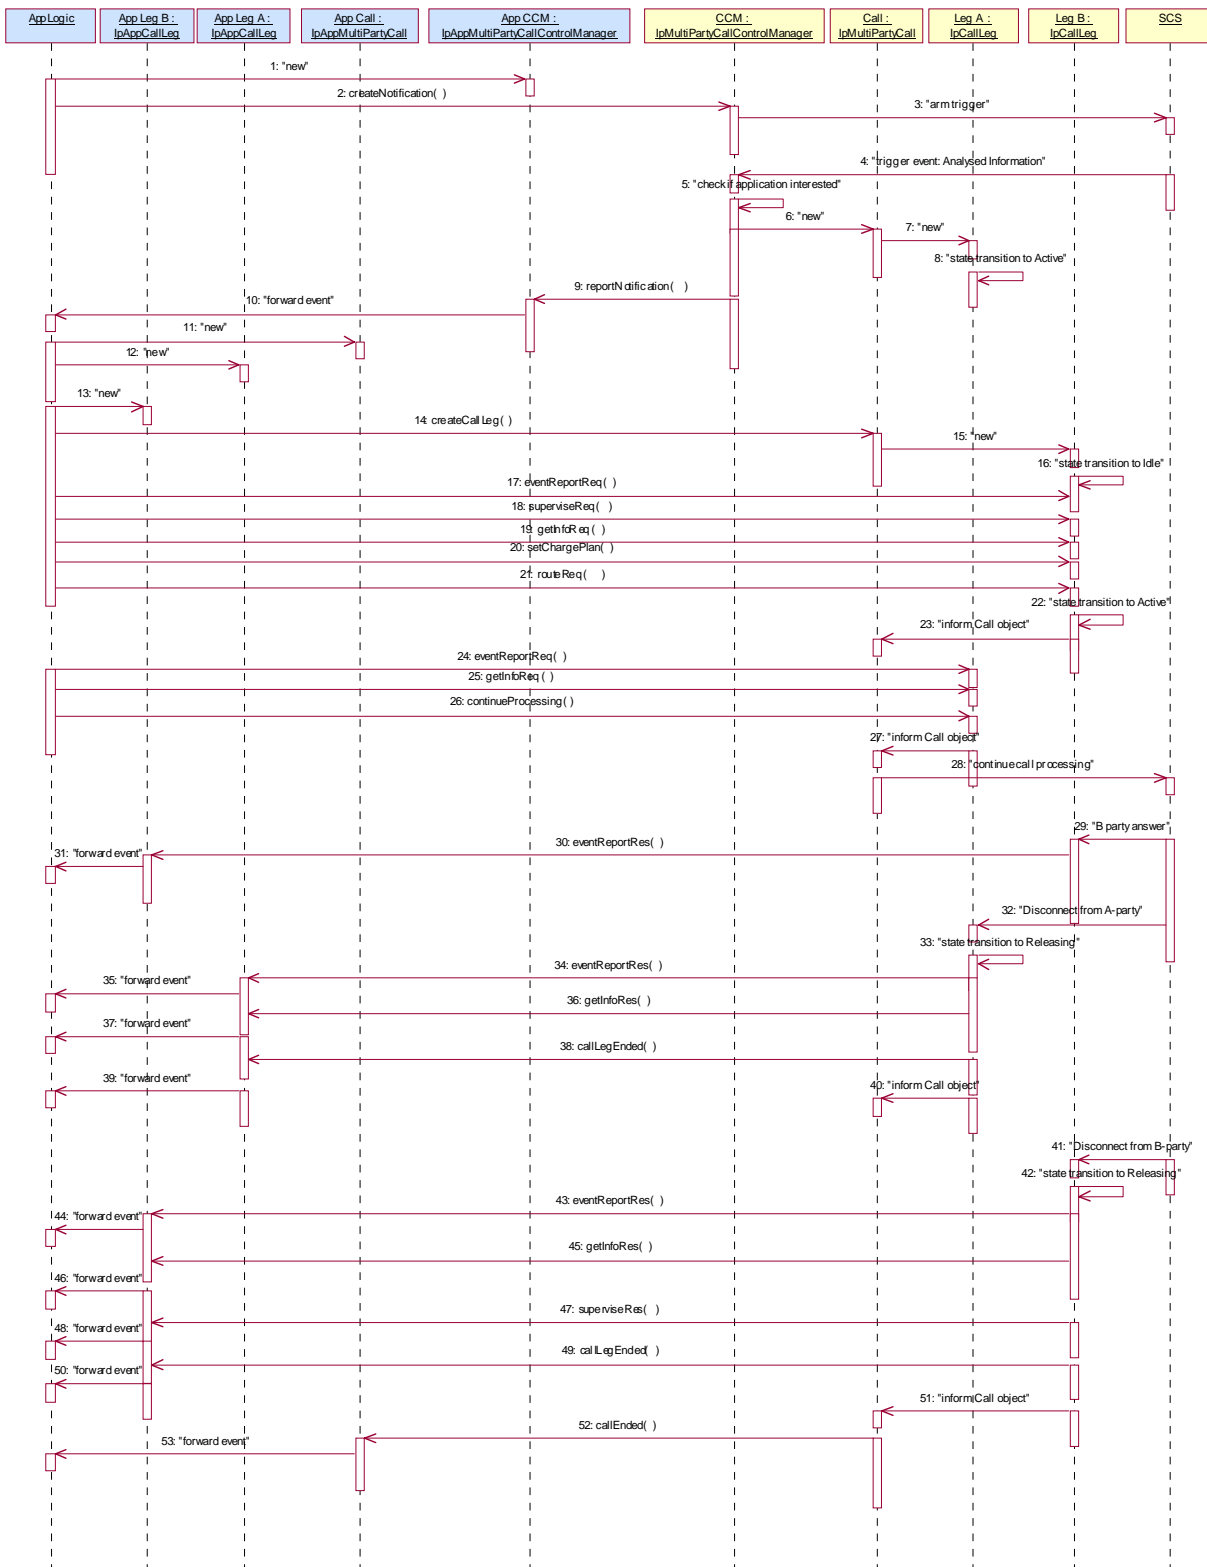 AppLogic
App Leg B :
IpAppCallLeg
App Leg A :
IpAppCallLeg
App Call :
IpAppMultiPartyCall
App CCM :
IpAppMultiPartyCallControlManager
CCM :
IpMultiPartyCallControlManager
Call :
IpMultiPartyCall
Leg A :
IpCallLeg
Leg B :
IpCallLeg
SCS
1: "new"
2: createNotification( )
3: "arm trigger"
4: "trigger event: Analysed Information"
5: "check if application interested"
6: "new"
7: "new"
8: "state transition to Active"
9: reportNotification( )
10: "forward event"
11: "new"
12: "new"
13: "new"
14: createCallLeg( )
15: "new"
16: "state transition to Idle"
17: eventReportReq( )
18: superviseReq( )
19: getInfoReq( )
20: setChargePlan( )
21: routeReq( )
22: "state transition to Active"
23: "inform Call object"
24: eventReportReq( )
25: getInfoReq( )
26: continueProcessing( )
27: "inform Call object"
28: "continue call processing"
29: "B party answer"
30: eventReportRes( )
31: "forward event"
32: "Disconnect from A-party"
33: "state transition to Releasing"
34: eventReportRes( )
35: "forward event"
36: getInfoRes( )
37: "forward event"
38: callLegEnded( )
39: "forward event"
40: "inform Call object"
41: "Disconnect from B-party"
42: "state transition to Releasing"
43: eventReportRes( )
44: "forward event"
45: getInfoRes( )
46: "forward event"
47: superviseRes( )
48: "forward event"
49: callLegEnded( )
50: "forward event"
51: "inform Call object"
52: callEnded( )
53: "forward event"